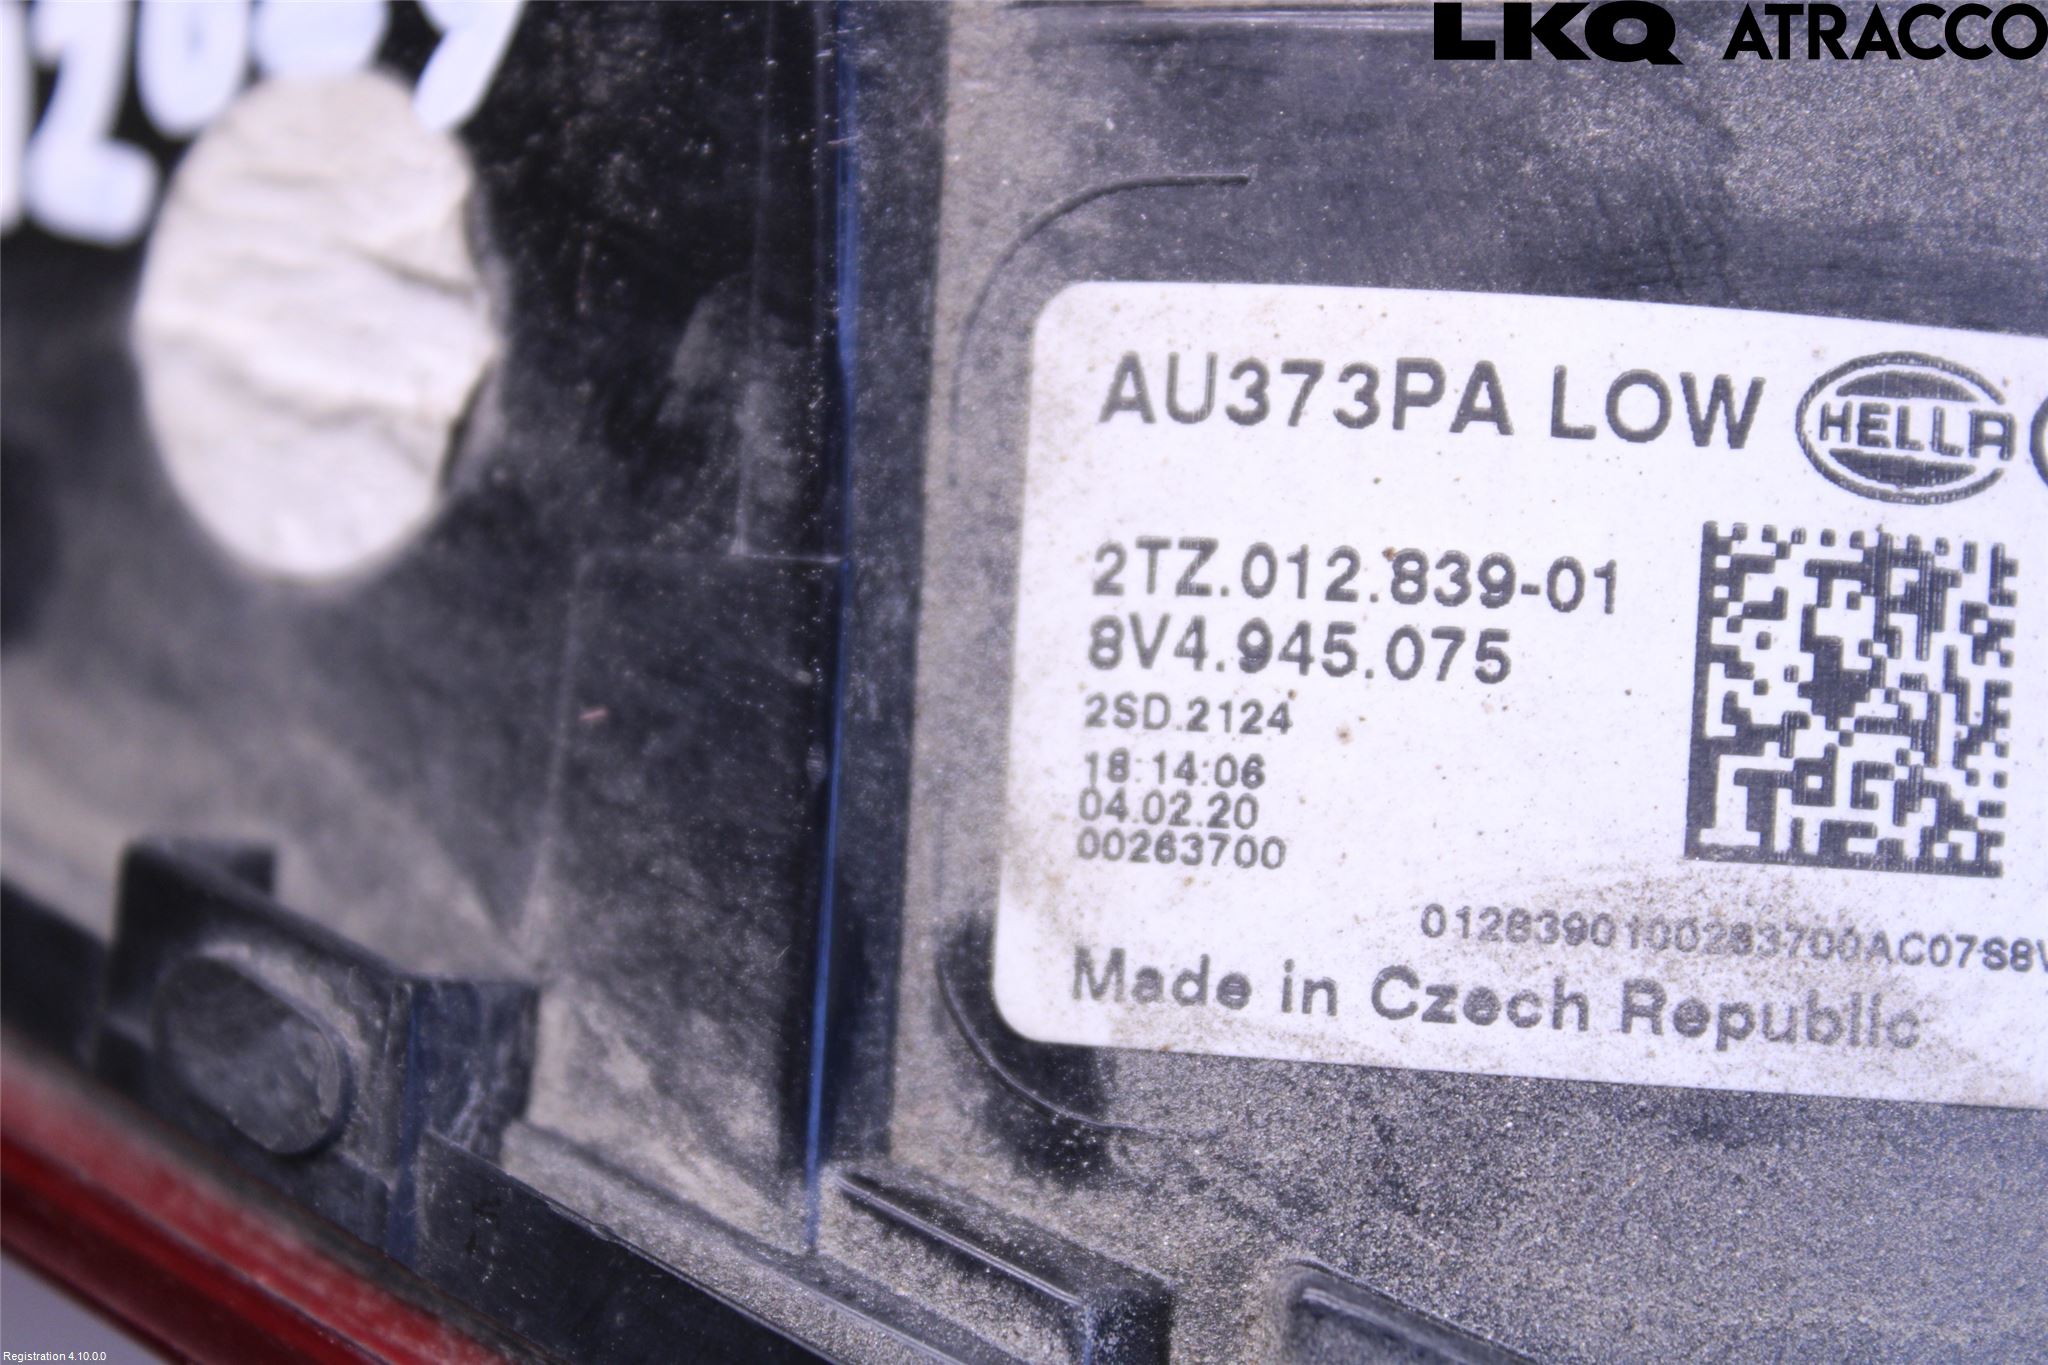 LKQ ATRACCO
AU373PA LOW HELLA
2TZ.012.839-01
8V4.945.075
2SD.2124
18:14:06
04.02.20
00263700
0128390100263700AC07S8V
Made in Czech Republic
Registration 4.10.0.0